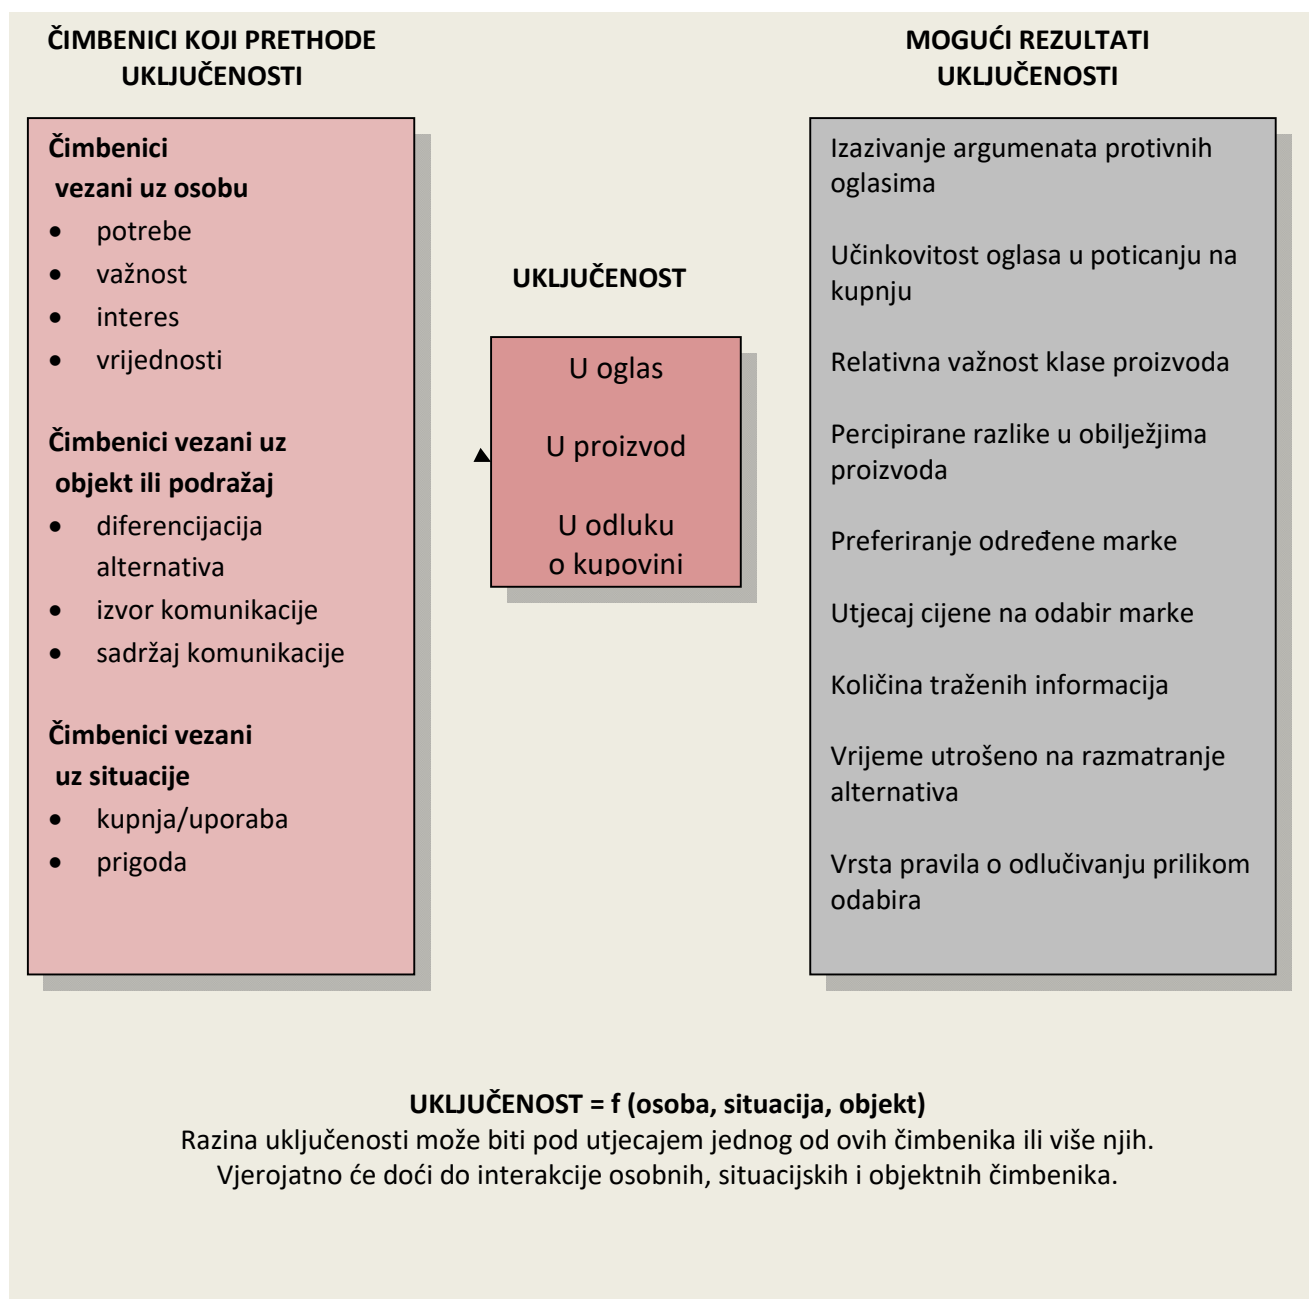 ČIMBENICI KOJI PRETHODE
UKLJUČENOSTI
Čimbenici
vezani uz osobu
• potrebe
• važnost
• interes
• vrijednosti
Čimbenici vezani uz
objekt ili podražaj
• diferencijacija
alternativa
• izvor komunikacije
• sadržaj komunikacije
Čimbenici vezani
uz situacije
• kupnja/uporaba
• prigoda
UKLJUČENOST
U oglas
U proizvod
U odluku
o kupovini
MOGUĆI REZULTATI
UKLJUČENOSTI
Izazivanje argumenata protivnih
oglasima
Učinkovitost oglasa u poticanju na
kupnju
Relativna važnost klase proizvoda
Percipirane razlike u obilježjima
proizvoda
Preferiranje određene marke
Utjecaj cijene na odabir marke
Količina traženih informacija
Vrijeme utrošeno na razmatranje
alternativa
Vrsta pravila o odlučivanju prilikom
odabira
UKLJUČENOST = f (osoba, situacija, objekt)
Razina uključenosti može biti pod utjecajem jednog od ovih čimbenika ili više njih.
Vjerojatno će doći do interakcije osobnih, situacijskih i objektnih čimbenika.